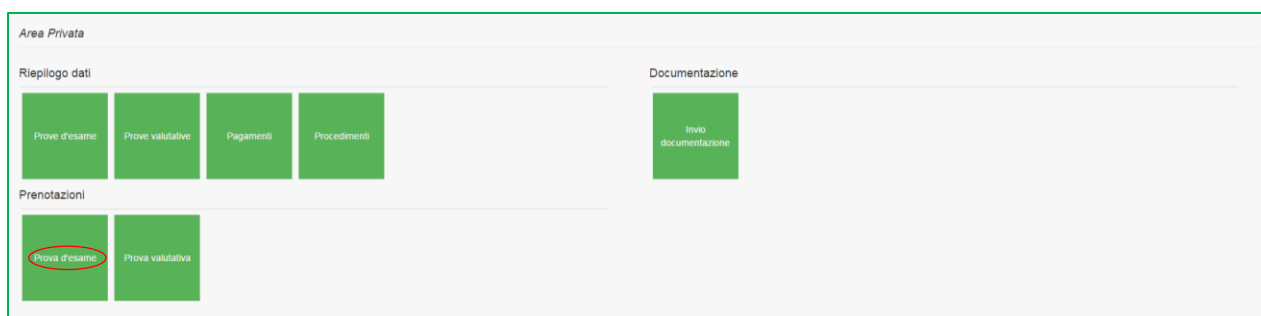 Area Privata
Riepilogo dati
Prove d'esame
Prove valutative
Pagamenti
Procedimenti
Prenotazioni
Prova d'esame
Prova valutativa
Documentazione
Invio
documentazione